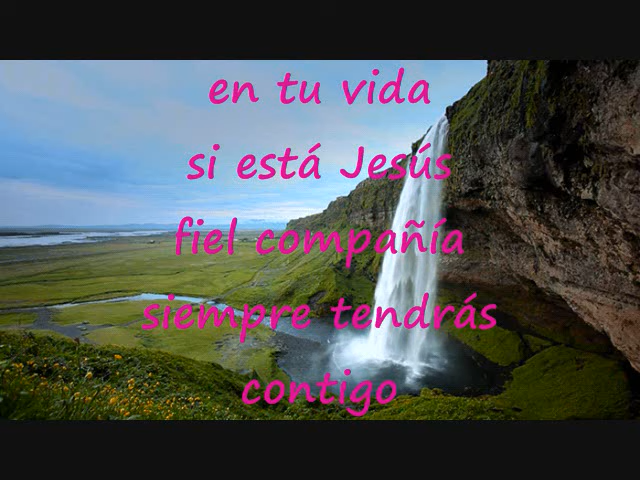 en tu vida
si está Jesús
fiel compañía
siempre tendrás
contigo